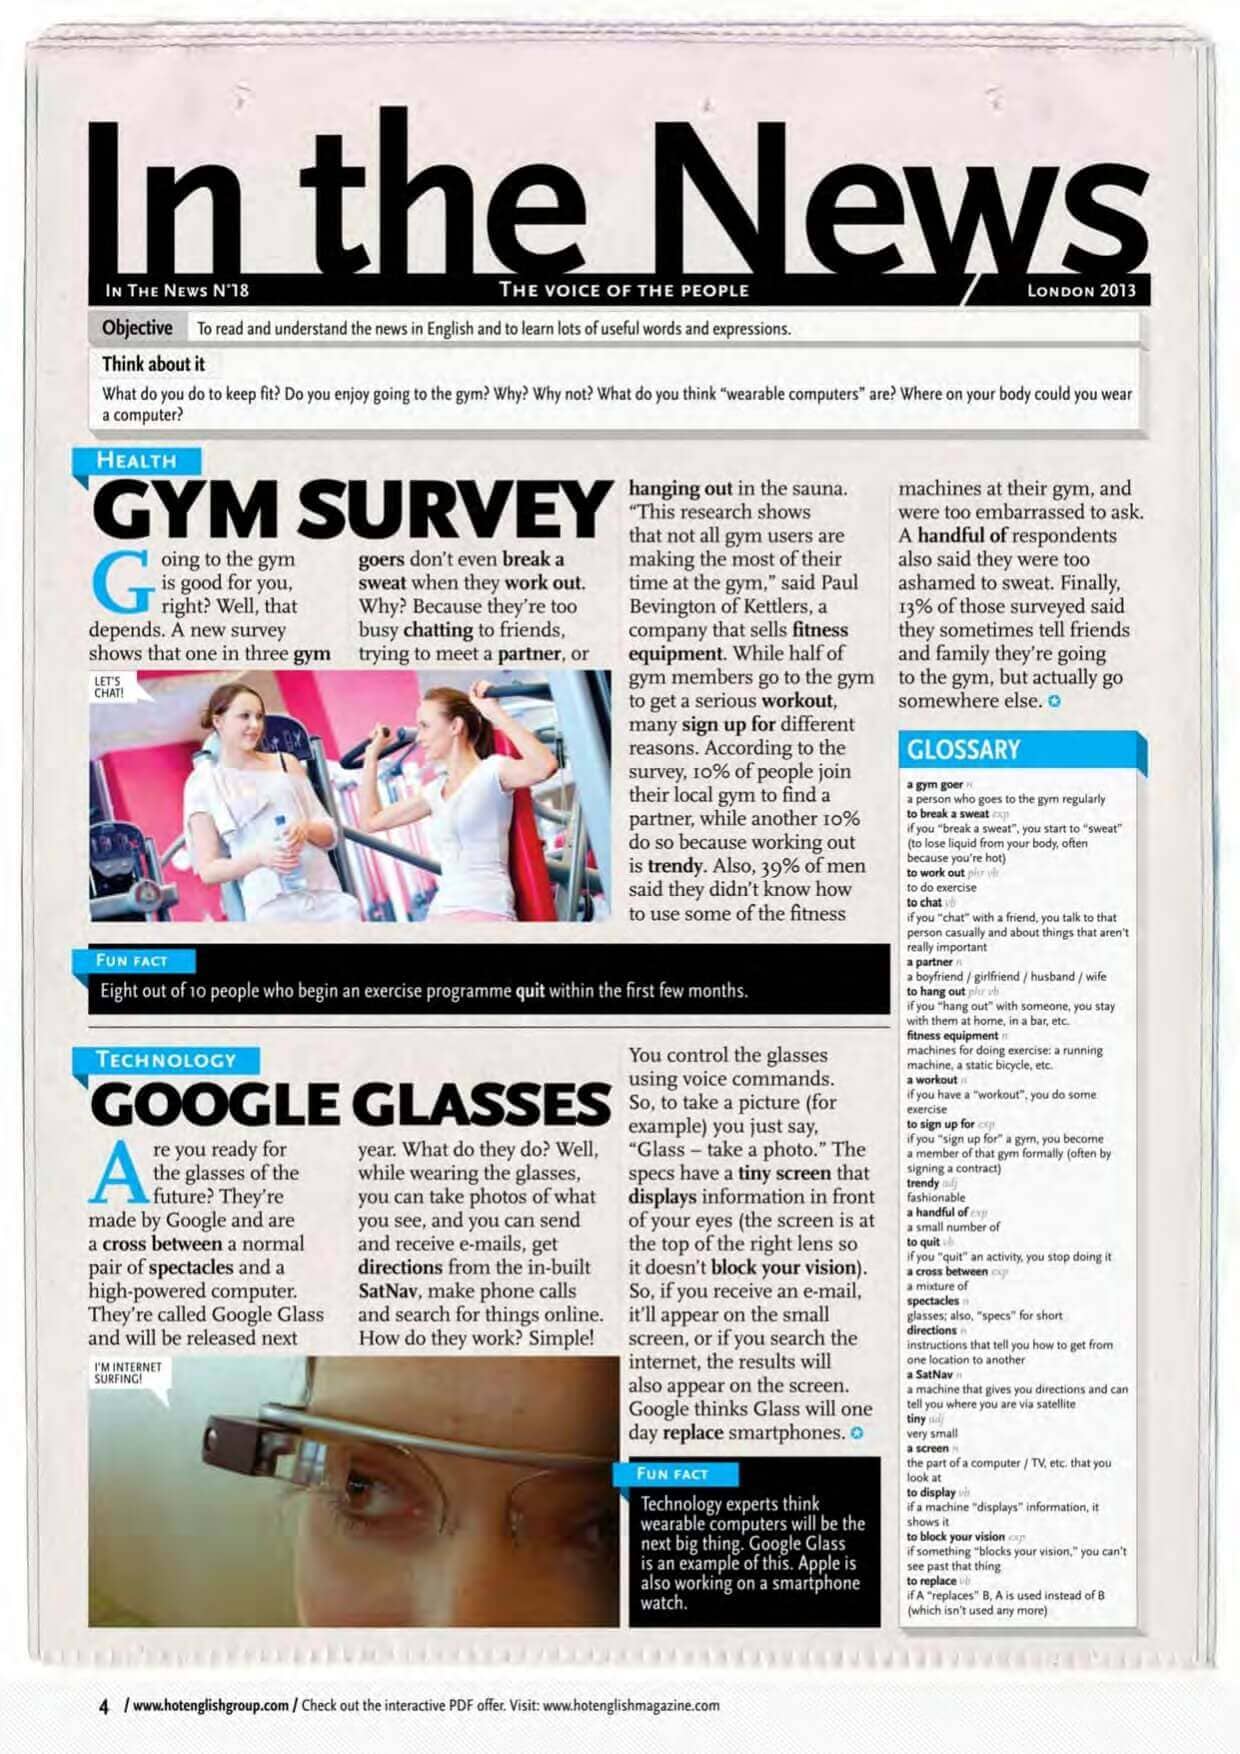 In the News
IN THE NEWS N°18
THE VOICE OF THE PEOPLE
LONDON 2013
Objective To read and understand the news in English and to learn lots of useful words and expressions.
Think about it
What do you do to keep fit? Do you enjoy going to the gym? Why? Why not? What do you think “wearable computers” are? Where on your body could you wear
a computer?
HEALTH
GYM SURVEY
Going to the gym
is good for you,
right? Well, that
depends. A new survey
shows that one in three gym
goers don’t even break a
sweat when they work out.
Why? Because they’re too
busy chatting to friends,
trying to meet a partner, or
LET’S
CHAT!
hanging out in the sauna.
“This research shows
that not all gym users are
making the most of their
time at the gym,” said Paul
Bevington of Kettlers, a
company that sells fitness
equipment. While half of
gym members go to the gym
to get a serious workout,
many sign up for different
reasons. According to the
survey, 10% of people join
their local gym to find a
partner, while another 10%
do so because working out
is trendy. Also, 39% of men
said they didn’t know how
to use some of the fitness
machines at their gym, and
were too embarrassed to ask.
A handful of respondents
also said they were too
ashamed to sweat. Finally,
13% of those surveyed said
they sometimes tell friends
and family they’re going
to the gym, but actually go
somewhere else.
FUN FACT
Eight out of 10 people who begin an exercise programme quit within the first few months.
TECHNOLOGY
GOOGLE GLASSES
Are you ready for
the glasses of the
future? They’re
made by Google and are
a cross between a normal
pair of spectacles and a
high-powered computer.
They’re called Google Glass
and will be released next
year. What do they do? Well,
while wearing the glasses,
you can take photos of what
you see, and you can send
and receive e-mails, get
directions from the in-built
SatNav, make phone calls
and search for things online.
How do they work? Simple!
I’M INTERNET
SURFING!
You control the glasses
using voice commands.
So, to take a picture (for
example) you just say,
“Glass – take a photo.” The
specs have a tiny screen that
displays information in front
of your eyes (the screen is at
the top of the right lens so
it doesn’t block your vision).
So, if you receive an e-mail,
it’ll appear on the small
screen, or if you search the
internet, the results will
also appear on the screen.
Google thinks Glass will one
day replace smartphones.
FUN FACT
Technology experts think
wearable computers will be the
next big thing. Google Glass
is an example of this. Apple is
also working on a smartphone
watch.
GLOSSARY
a gym goer n
a person who goes to the gym regularly
to break a sweat exp
if you “break a sweat”, you start to “sweat”
(to lose liquid from your body, often
because you’re hot)
to work out phr vb
to do exercise
to chat vb
if you “chat” with a friend, you talk to that
person casually and about things that aren’t
really important
a partner n
a boyfriend / girlfriend / husband / wife
to hang out phr vb
if you “hang out” with someone, you stay
with them at home, in a bar, etc.
fitness equipment n
machines for doing exercise: a running
machine, a static bicycle, etc.
a workout n
if you have a “workout”, you do some
exercise
to sign up for exp
if you “sign up for” a gym, you become
a member of that gym formally (often by
signing a contract)
trendy adj
fashionable
a handful of exp
a small number of
to quit vb
if you “quit” an activity, you stop doing it
a cross between exp
a mixture of
spectacles n
glasses; also, “specs” for short
directions n
instructions that tell you how to get from
one location to another
a SatNav n
a machine that gives you directions and can
tell you where you are via satellite
tiny adj
very small
a screen n
the part of a computer / TV, etc. that you
look at
to display vb
if a machine “displays” information, it
shows it
to block your vision exp
if something “blocks your vision,” you can’t
see past that thing
to replace vb
if A “replaces” B, A is used instead of B
(which isn’t used any more)
4 / www.hotenglishgroup.com / Check out the interactive PDF offer. Visit: www.hotenglishmagazine.com